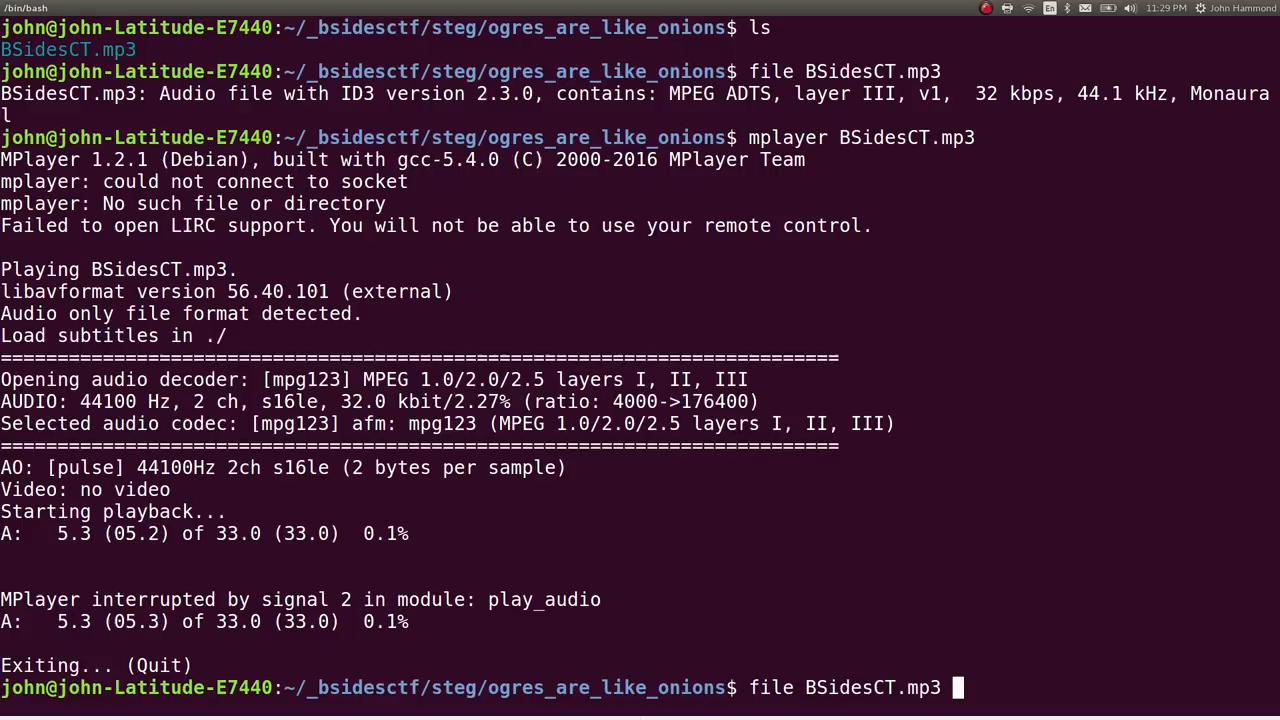 /bin/bash
En
11:29 PM
John Hammond
john@john-Latitude-E7440:~/_bsidesctf/steg/ogres_are_like_onions$ ls
BSidesCT.mp3
john@john-Latitude-E7440:~/_bsidesctf/steg/ogres_are_like_onions$ file BSidesCT.mp3
BSidesCT.mp3: Audio file with ID3 version 2.3.0, contains: MPEG ADTS, layer III, v1,  32 kbps, 44.1 kHz, Monaura
l
john@john-Latitude-E7440:~/_bsidesctf/steg/ogres_are_like_onions$ mplayer BSidesCT.mp3
MPlayer 1.2.1 (Debian), built with gcc-5.4.0 (C) 2000-2016 MPlayer Team
mplayer: could not connect to socket
mplayer: No such file or directory
Failed to open LIRC support. You will not be able to use your remote control.
Playing BSidesCT.mp3.
libavformat version 56.40.101 (external)
Audio only file format detected.
Load subtitles in ./
==========================================================================
Opening audio decoder: [mpg123] MPEG 1.0/2.0/2.5 layers I, II, III
AUDIO: 44100 Hz, 2 ch, s16le, 32.0 kbit/2.27% (ratio: 4000->176400)
Selected audio codec: [mpg123] afm: mpg123 (MPEG 1.0/2.0/2.5 layers I, II, III)
==========================================================================
AO: [pulse] 44100Hz 2ch s16le (2 bytes per sample)
Video: no video
Starting playback...
A:   5.3 (05.2) of 33.0 (33.0)  0.1%
MPlayer interrupted by signal 2 in module: play_audio
A:   5.3 (05.3) of 33.0 (33.0)  0.1%
Exiting... (Quit)
john@john-Latitude-E7440:~/_bsidesctf/steg/ogres_are_like_onions$ file BSidesCT.mp3